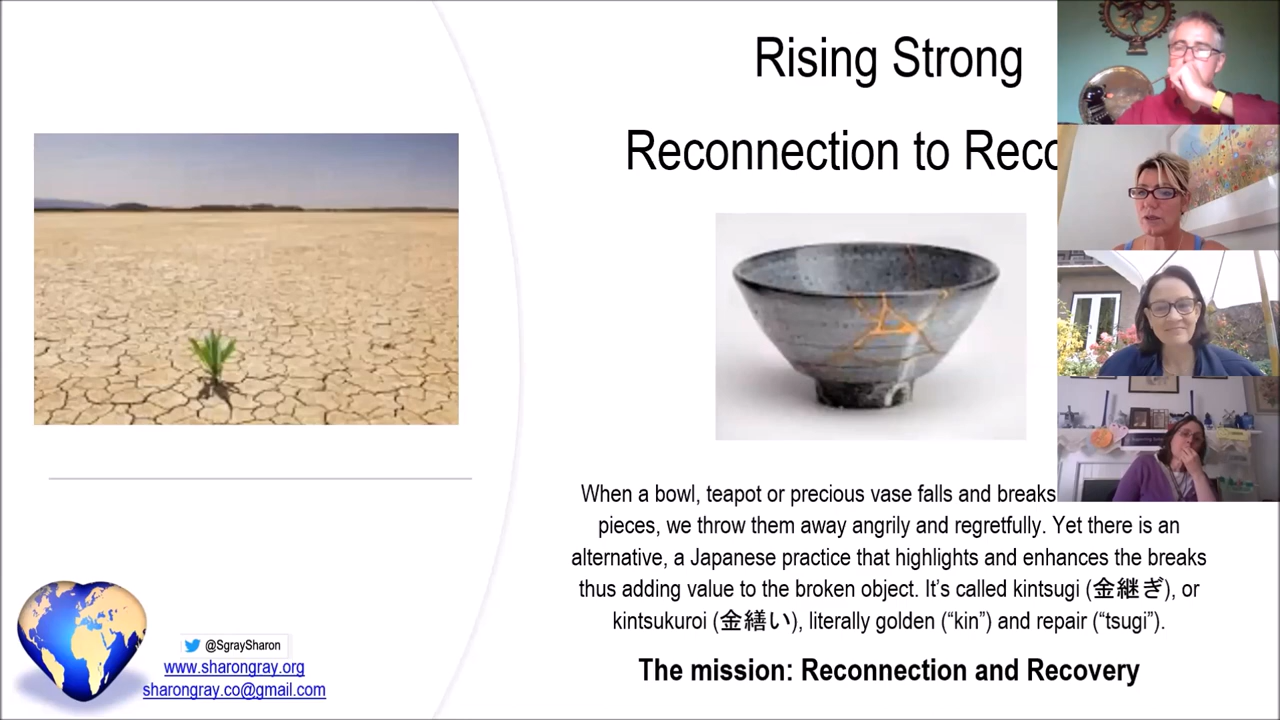 Rising Strong
Reconnection to Reco
When a bowl, teapot or precious vase falls and breaks
pieces, we throw them away angrily and regretfully. Yet there is an
alternative, a Japanese practice that highlights and enhances the breaks
thus adding value to the broken object. It’s called kintsugi (金継ぎ), or
kintsukuroi (金繕い), literally golden (“kin”) and repair (“tsugi”).
The mission: Reconnection and Recovery
@SgraySharon
www.sharongray.org
sharongray.co@gmail.com